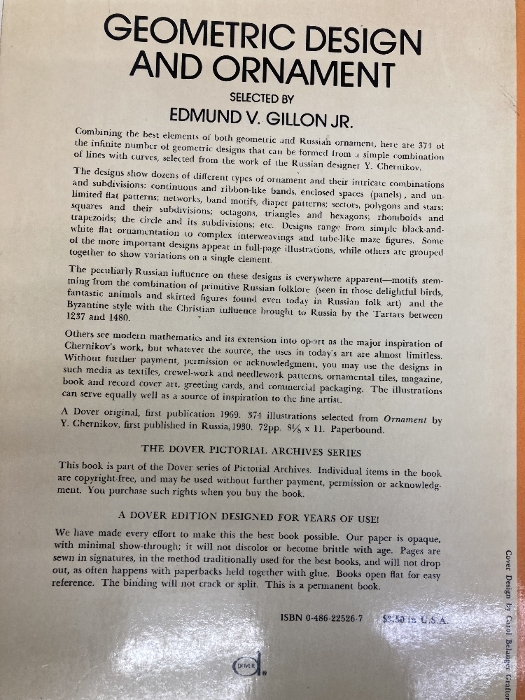 GEOMETRIC DESIGN
AND ORNAMENT
SELECTED BY
EDMUND V. GILLON JR.
Combining the best elements of both geometric and Russian ornament, here are 374 of
the infinite number of geometric designs that can be formed from a simple combination
of lines with curves, selected from the work of the Russian designer Y. Chernikov.
The designs show dozens of different types of ornament and their intricate combinations
and subdivisions: continuous and ribbon-like bands, enclosed spaces (panels), and un-
limited flat patterns; networks, band motifs, diaper patterns; sectors, polygons and stars;
squares and their subdivisions; octagons, triangles and hexagons; rhomboids and
trapezoids; the circle and its subdivisions; etc. Designs range from simple black-and-
white flat ornamentation to complex interweavings and tube-like maze figures. Some
of the more important designs appear in full-page illustrations, while others are grouped
together to show variations on a single element.
The peculiarly Russian influence on these designs is everywhere apparent—motifs stem-
ming from the combination of primitive Russian folklore (seen in those delightful birds,
fantastic animals and skirted figures found even today in Russian folk art) and the
Byzantine style with the Christian influence brought to Russia by the Tartars between
1237 and 1480.
Others see modern mathematics and its extension into op-art as the major inspiration of
Chernikov's work, but whatever the source, the uses in today's art are almost limitless.
Without further payment, permission or acknowledgment, you may use the designs in
such media as textiles, crewel-work and needlework patterns, ornamental tiles, magazine,
book and record cover art, greeting cards, and commercial packaging. The illustrations
can serve equally well as a source of inspiration to the fine artist.
A Dover original, first publication 1969. 374 illustrations selected from Ornament by
Y. Chernikov, first published in Russia, 1930. 72pp. 8⅛ x 11. Paperbound.
THE DOVER PICTORIAL ARCHIVES SERIES
This book is part of the Dover series of Pictorial Archives. Individual items in the book
are copyright-free, and may be used without further payment, permission or acknowledg-
ment. You purchase such rights when you buy the book.
A DOVER EDITION DESIGNED FOR YEARS OF USE!
We have made every effort to make this the best book possible. Our paper is opaque,
with minimal show-through; it will not discolor or become brittle with age. Pages are
sewn in signatures, in the method traditionally used for the best books, and will not drop
out, as often happens with paperbacks held together with glue. Books open flat for easy
reference. The binding will not crack or split. This is a permanent book.
ISBN 0-486-22526-7 $3.50 in U.S.A.
Cover Design by Carol Belanger Grafton
DOVER